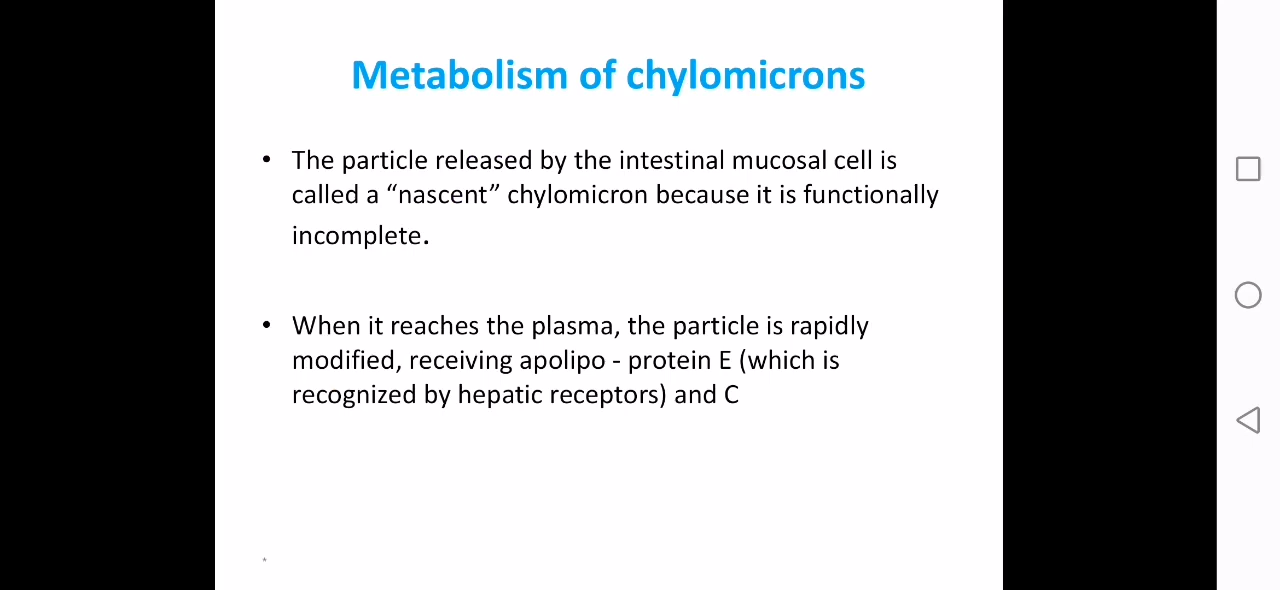 Metabolism of chylomicrons
• The particle released by the intestinal mucosal cell is
called a “nascent” chylomicron because it is functionally
incomplete.
• When it reaches the plasma, the particle is rapidly
modified, receiving apolipo - protein E (which is
recognized by hepatic receptors) and C
*